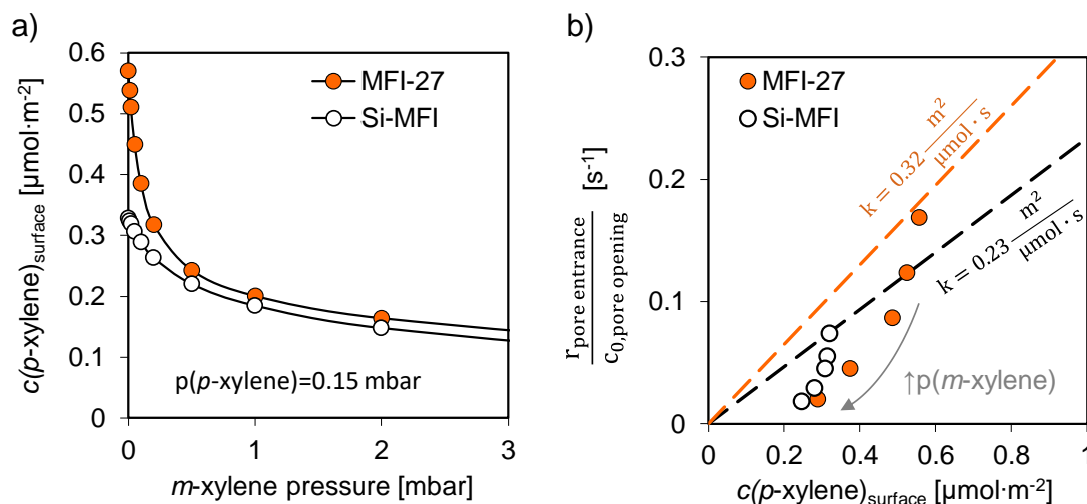 a)
0.6
0.5
0.4
0.3
0.2
0.1
0
c(p-xylene)surface [µmol·m-2]
MFI-27
Si-MFI
p(p-xylene)=0.15 mbar
0 1 2 3
m-xylene pressure [mbar]
b)
0.3
0.2
0.1
0
r pore entrance
c0,pore opening
[s-1]
MFI-27
Si-MFI
k = 0.32 m²
µmol · s
k = 0.23 m²
µmol · s
↑p(m-xylene)
0 0.2 0.4 0.6 0.8 1
c(p-xylene)surface [µmol·m-2]